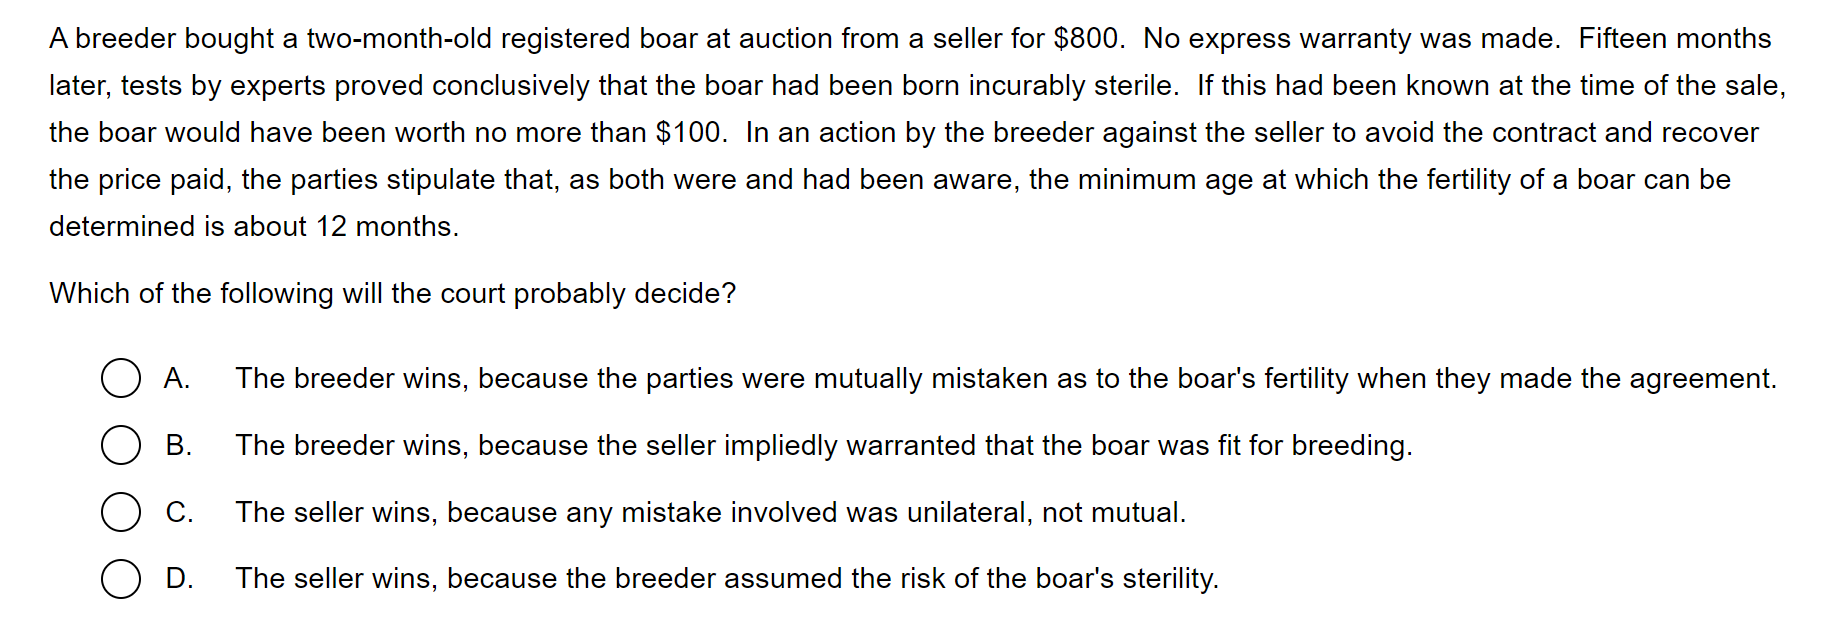 A breeder bought a two-month-old registered boar at auction from a seller for $800.  No express warranty was made.  Fifteen months
later, tests by experts proved conclusively that the boar had been born incurably sterile.  If this had been known at the time of the sale,
the boar would have been worth no more than $100.  In an action by the breeder against the seller to avoid the contract and recover
the price paid, the parties stipulate that, as both were and had been aware, the minimum age at which the fertility of a boar can be
determined is about 12 months.
Which of the following will the court probably decide?
A. The breeder wins, because the parties were mutually mistaken as to the boar's fertility when they made the agreement.
B. The breeder wins, because the seller impliedly warranted that the boar was fit for breeding.
C. The seller wins, because any mistake involved was unilateral, not mutual.
D. The seller wins, because the breeder assumed the risk of the boar's sterility.